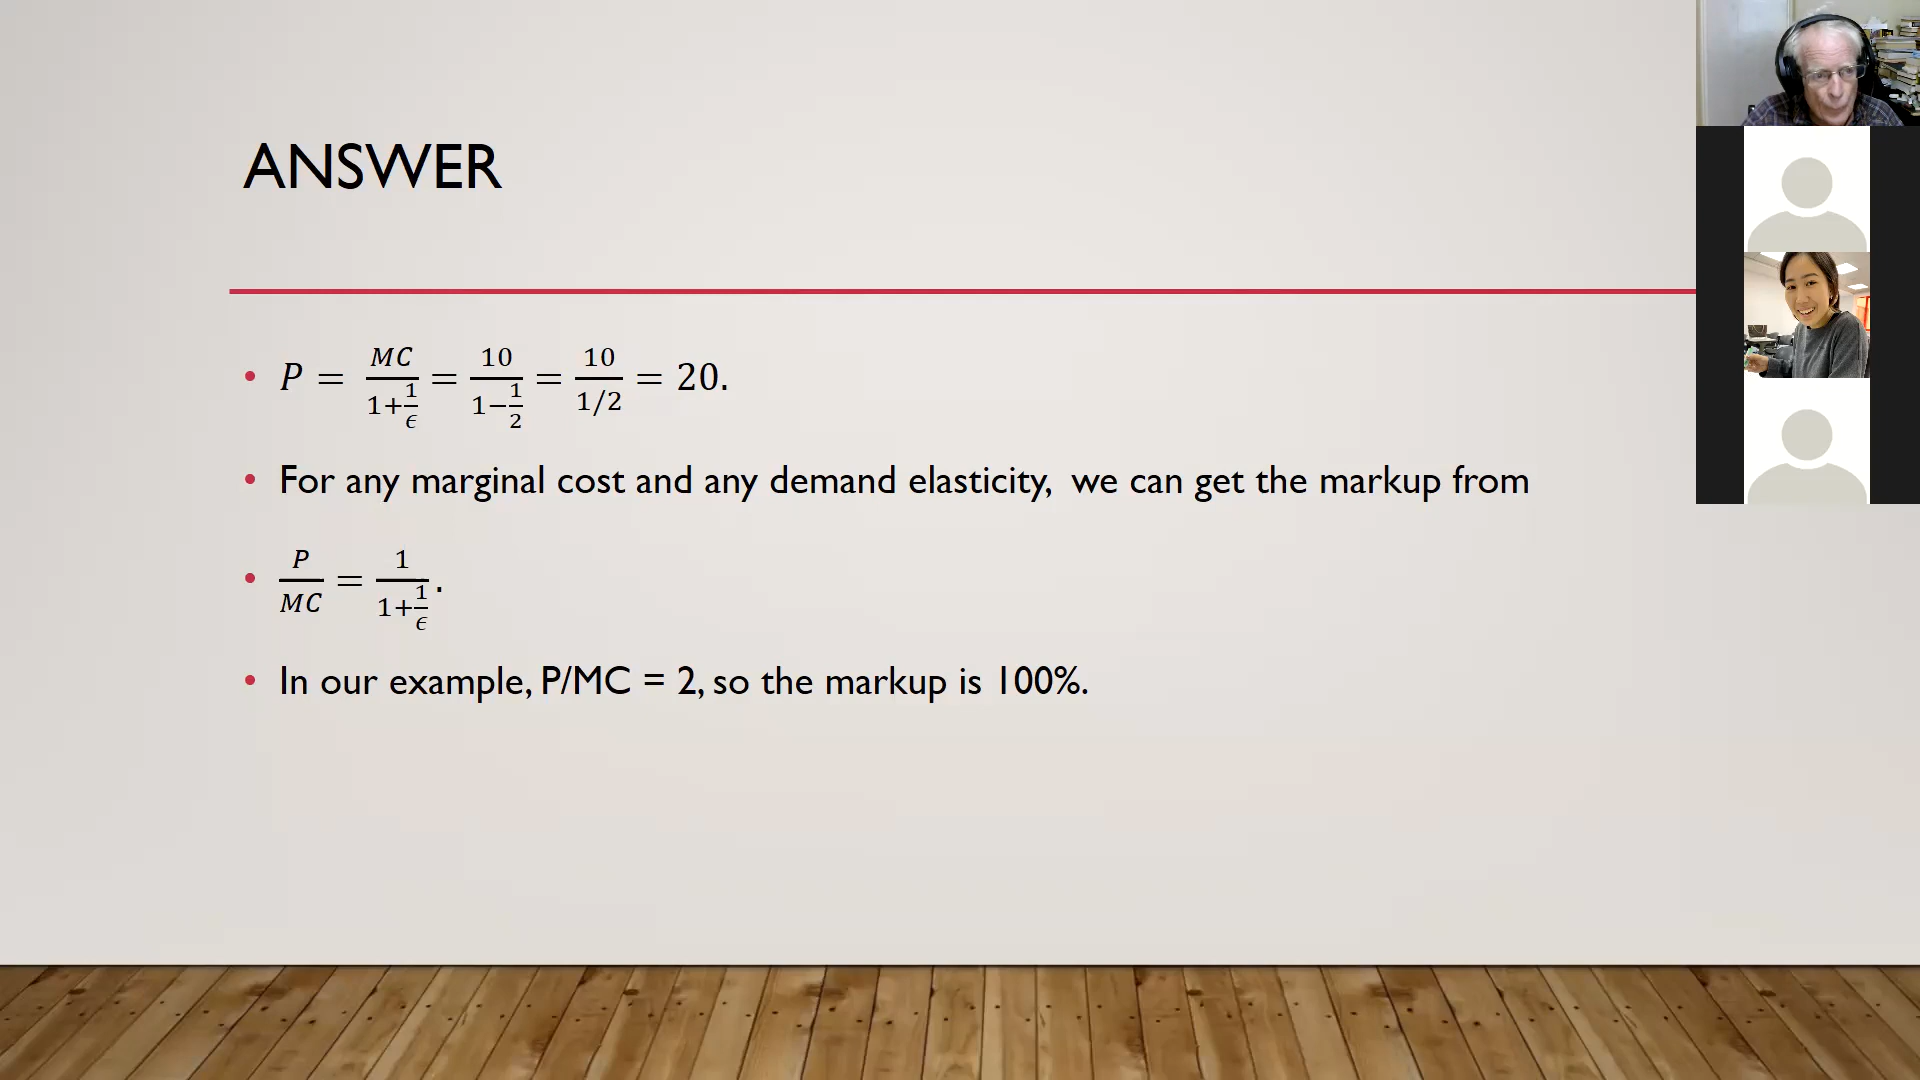 ANSWER
• P = MC/(1+1/ϵ) = 10/(1−1/2) = 10/(1/2) = 20.
• For any marginal cost and any demand elasticity, we can get the markup from
• P/MC = 1/(1+1/ϵ).
• In our example, P/MC = 2, so the markup is 100%.